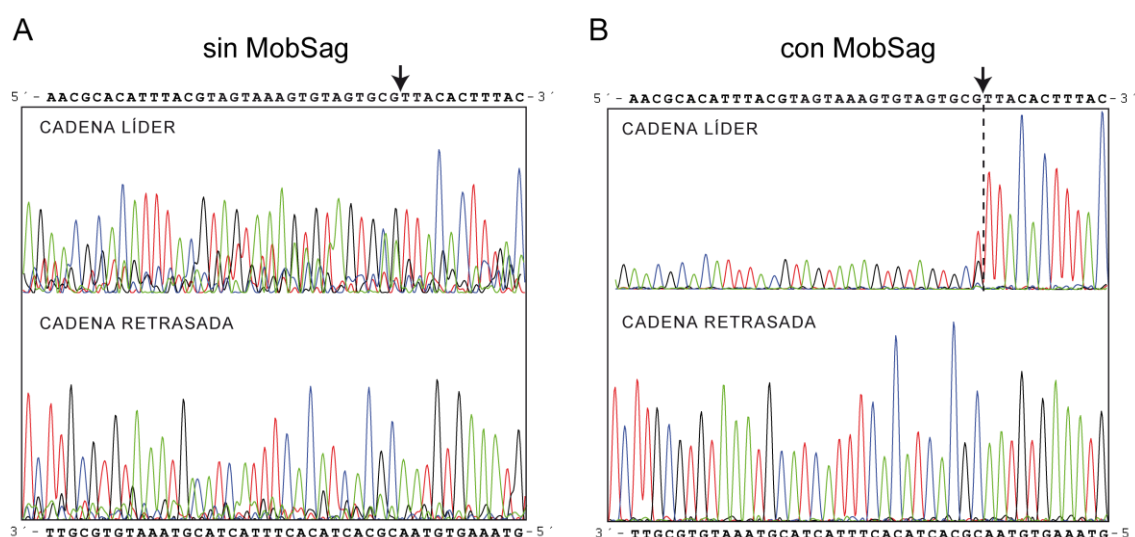 A
sin MobSag
5´- AACGCACATTTACGTAGTAAAGTGTAGTGCGTTACACTTTAC-3´
CADENA LÍDER
CADENA RETRASADA
3´- TTGCGTGTAAATGCATCATTTCACATCACGCAATGTGAAATG-5´
B
con MobSag
5´- AACGCACATTTACGTAGTAAAGTGTAGTGCGTTACACTTTAC-3´
CADENA LÍDER
CADENA RETRASADA
3´- TTGCGTGTAAATGCATCATTTCACATCACGCAATGTGAAATG-5´